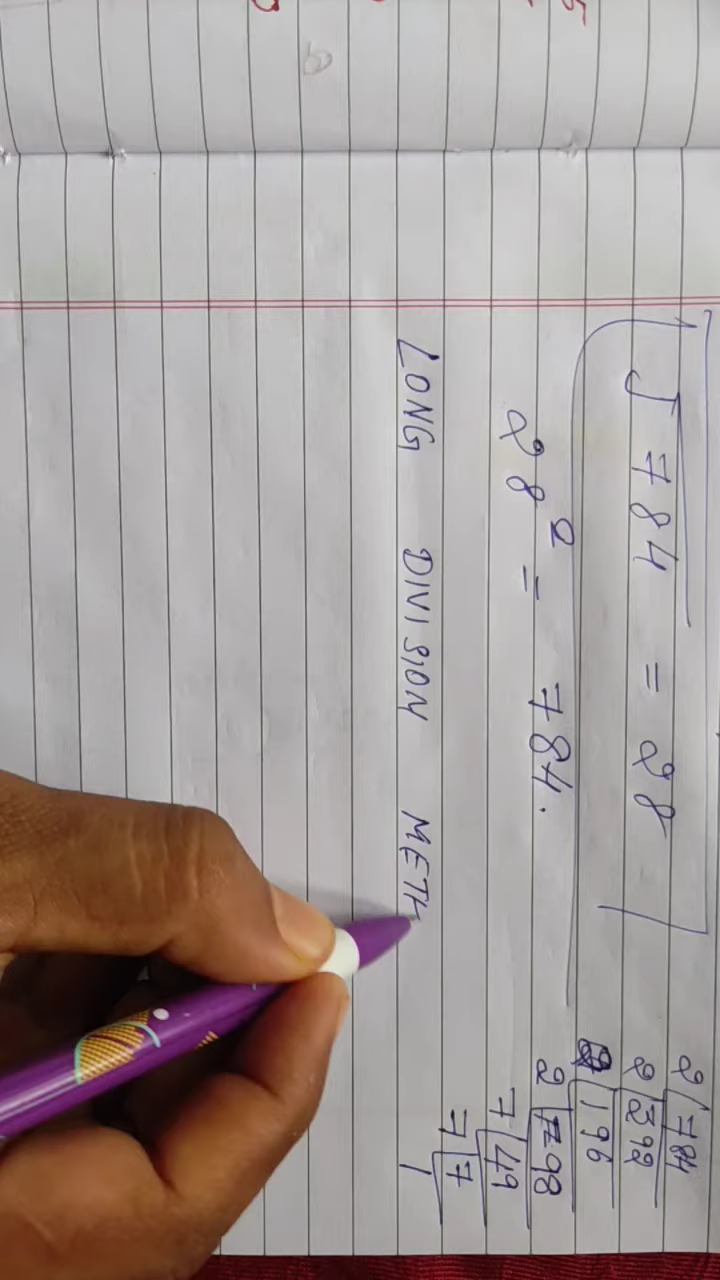 √784 = 28
28² = 784.
LONG DIVISION METH
2 784
2 392
2 196
2 98
7 49
7 7
1